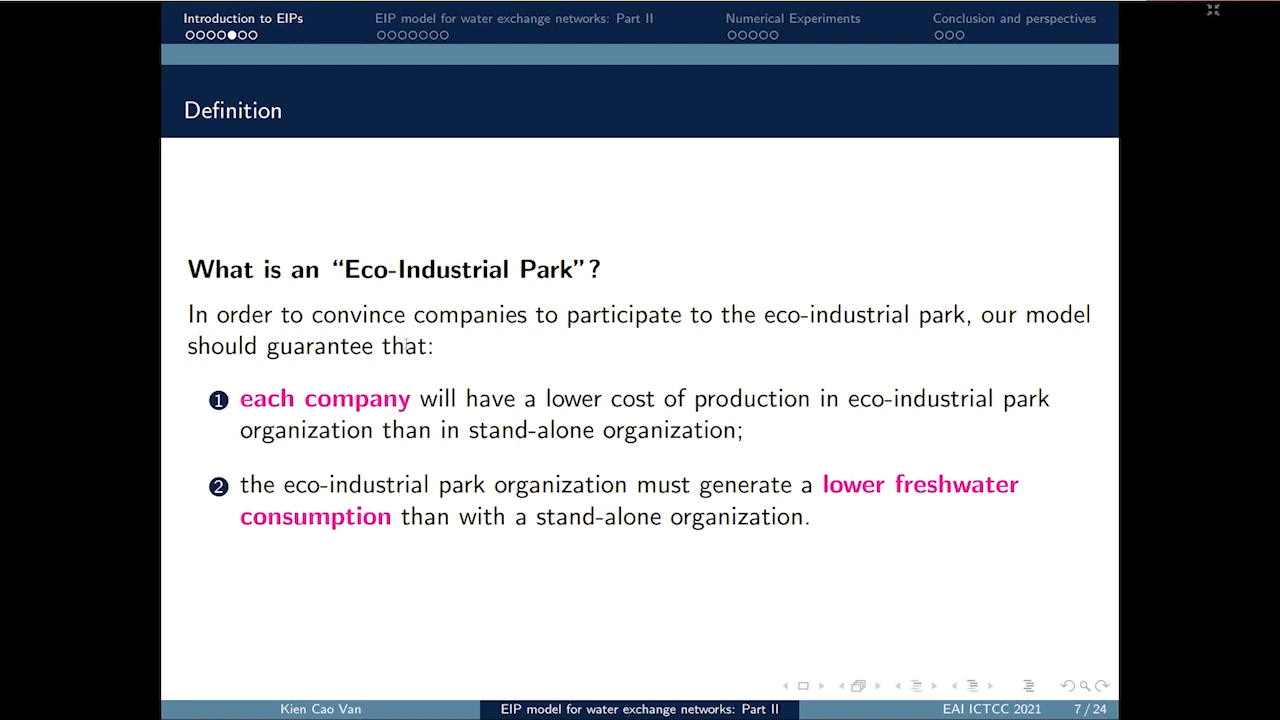 Introduction to EIPs
EIP model for water exchange networks: Part II
Numerical Experiments
Conclusion and perspectives
Definition
What is an “Eco-Industrial Park”?
In order to convince companies to participate to the eco-industrial park, our model
should guarantee that:
1 each company will have a lower cost of production in eco-industrial park
organization than in stand-alone organization;
2 the eco-industrial park organization must generate a lower freshwater
consumption than with a stand-alone organization.
Kien Cao Van
EIP model for water exchange networks: Part II
EAI ICTCC 2021
7 / 24